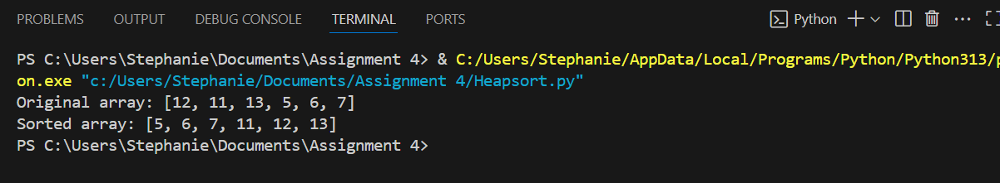 PROBLEMS OUTPUT DEBUG CONSOLE TERMINAL PORTS Python
PS C:\Users\Stephanie\Documents\Assignment 4> & C:/Users/Stephanie/AppData/Local/Programs/Python/Python313/p
on.exe "c:/Users/Stephanie/Documents/Assignment 4/Heapsort.py"
Original array: [12, 11, 13, 5, 6, 7]
Sorted array: [5, 6, 7, 11, 12, 13]
PS C:\Users\Stephanie\Documents\Assignment 4>